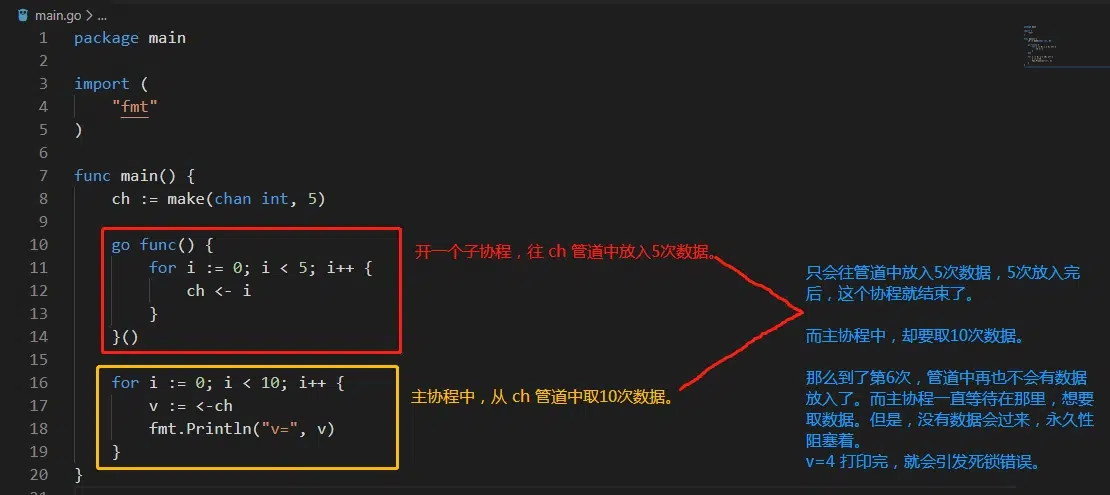 main.go > ...
1 package main
2
3 import (
4 "fmt"
5 )
6
7 func main() {
8 ch := make(chan int, 5)
9
10 go func() {
11 for i := 0; i < 5; i++ {
12 ch <- i
13 }
14 }()
15
16 for i := 0; i < 10; i++ {
17 v := <-ch
18 fmt.Println("v=", v)
19 }
20 }
开一个子协程，往 ch 管道中放入5次数据。
主协程中，从 ch 管道中取10次数据。
只会往管道中放入5次数据，5次放入完
后，这个协程就结束了。
而主协程中，却要取10次数据。
那么到了第6次，管道中再也不会有数据
放入了。而主协程一直等待在那里，想要
取数据。但是，没有数据会过来，永久性
阻塞着。
v=4 打印完，就会引发死锁错误。